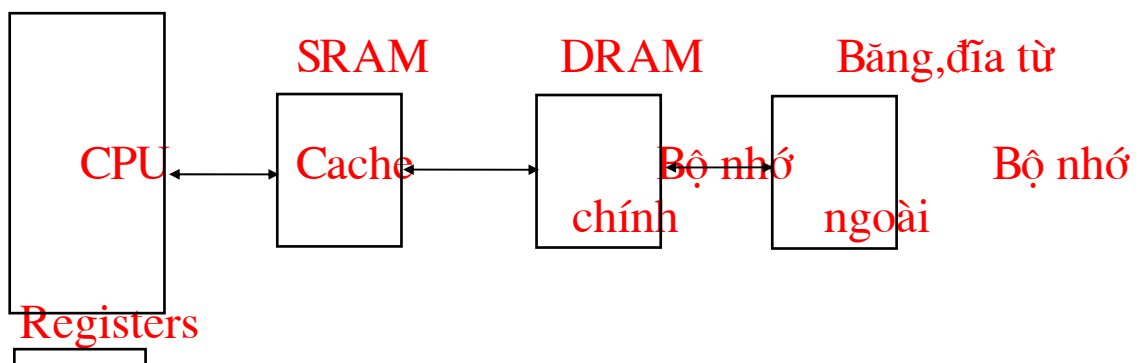 SRAM DRAM Băng,đĩa từ
CPU Cache Bộ nhớ Bộ nhớ
chính ngoài
Registers